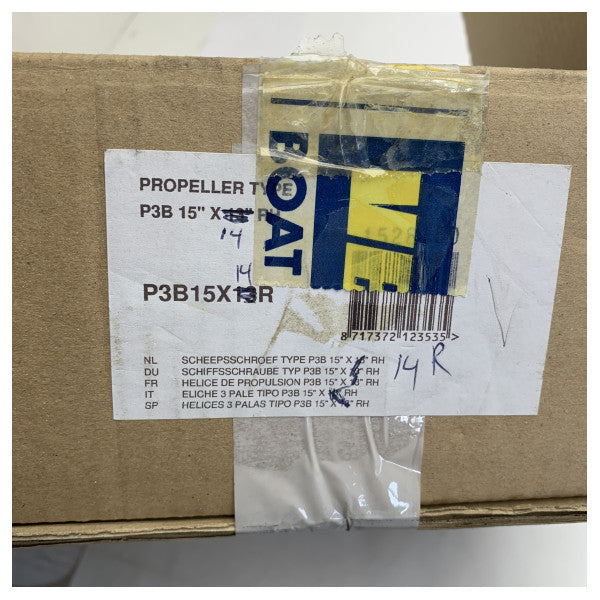 PROPELLER TYPE
P3B 15" X 13" RH
14
14
P3B15X13R
BOAT
8 717372 123535 >
14 R
NL SCHEEPSSCHROEF TYPE P3B 15" X 13" RH
DU SCHIFFSSCHRAUBE TYP P3B 15" X 13" RH
FR HELICE DE PROPULSION P3B 15" X 13" RH
IT ELICHE 3 PALE TIPO P3B 15" X 13" RH
SP HELICES 3 PALAS TIPO P3B 15" X 13" RH